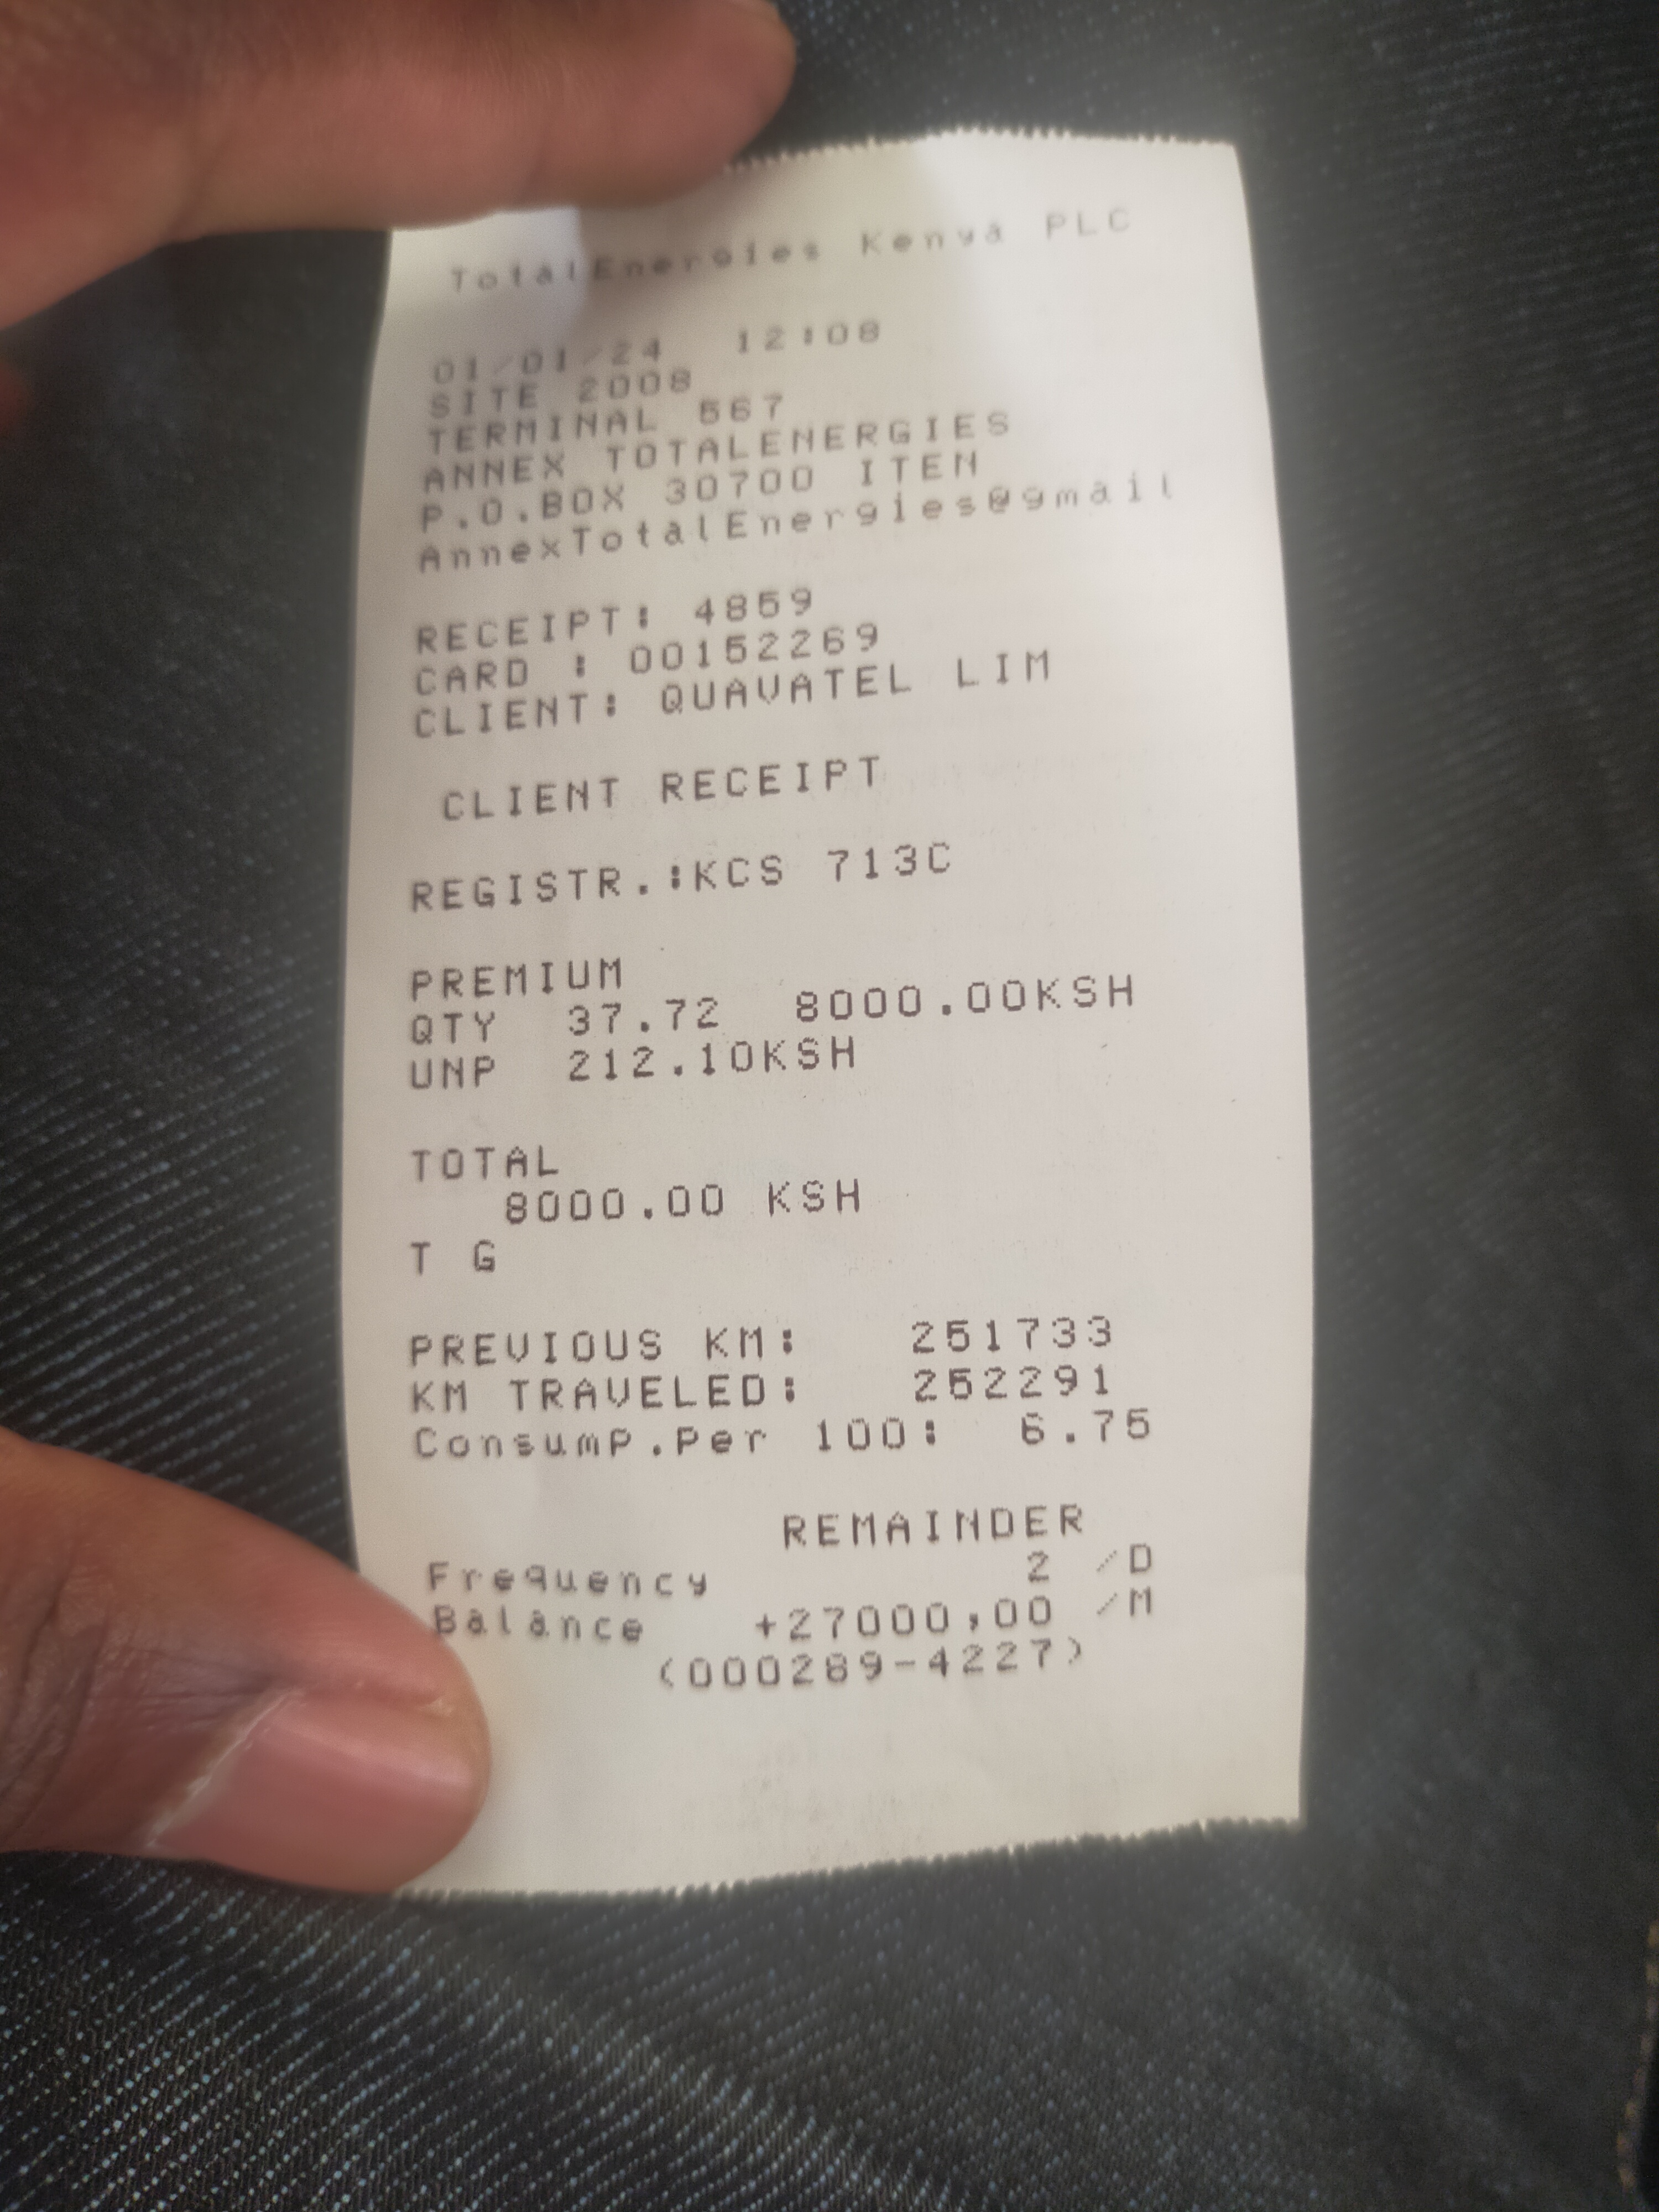 TotalEnergies Kenya PLC
01/01/24 12:08
SITE 2008
TERMINAL 567
ANNEX TOTALENERGIES
P.O.BOX 30700 ITEN
AnnexTotalEnergies@gmail
RECEIPT: 4859
CARD : 00152269
CLIENT: QUAVATEL LIM
CLIENT RECEIPT
REGISTR.:KCS 713C
PREMIUM
QTY 37.72 8000.00KSH
UNP 212.10KSH
TOTAL
8000.00 KSH
T G
PREVIOUS KM: 251733
KM TRAVELED: 252291
Consump.per 100: 6.75
REMAINDER
Frequency 2 /D
Balance +27000,00 /M
(000289-4227)